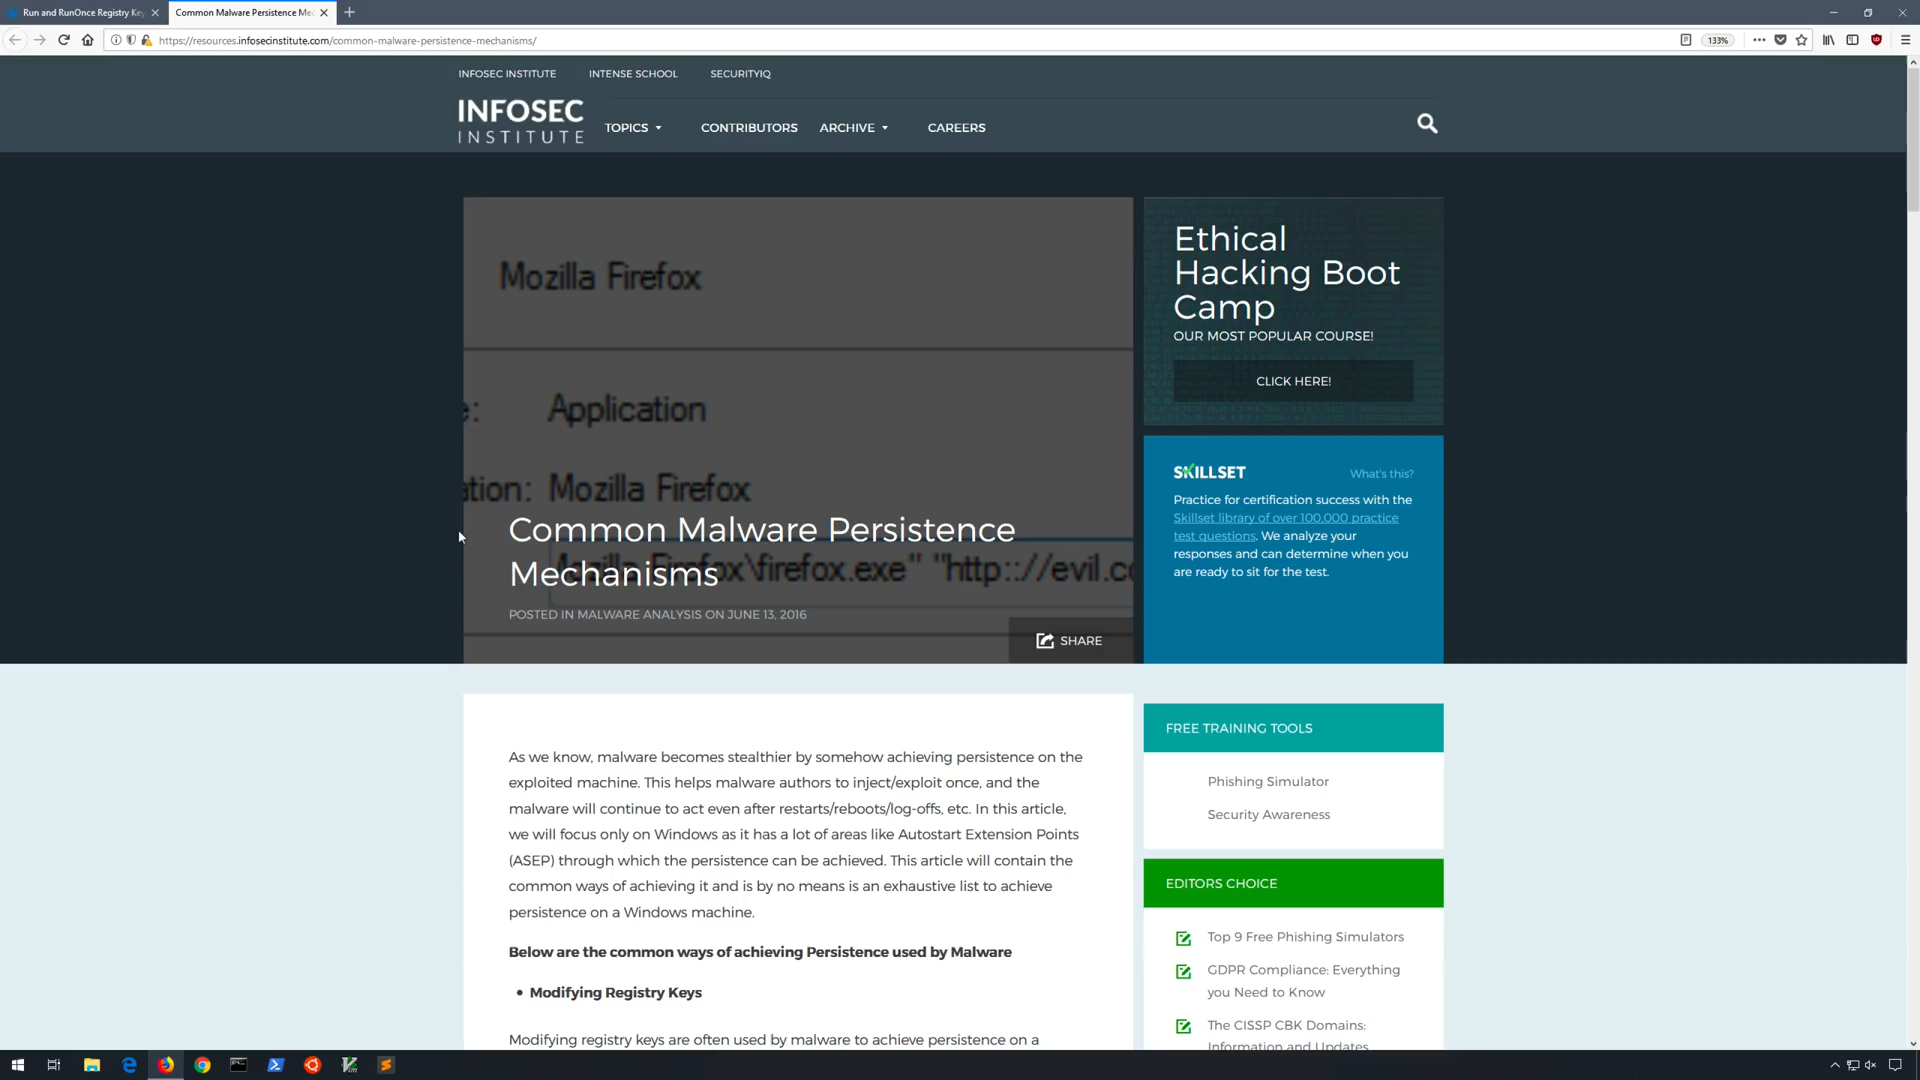 Run and RunOnce Registry Key
Common Malware Persistence Me
https://resources.infosecinstitute.com/common-malware-persistence-mechanisms/
133%
INFOSEC INSTITUTE
INTENSE SCHOOL
SECURITYIQ
INFOSEC
INSTITUTE
TOPICS
CONTRIBUTORS
ARCHIVE
CAREERS
Mozilla Firefox
Application
Mozilla Firefox
Mozilla Firefox\firefox.exe" "http://evil.co
Common Malware Persistence
Mechanisms
POSTED IN MALWARE ANALYSIS ON JUNE 13, 2016
SHARE
Ethical
Hacking Boot
Camp
OUR MOST POPULAR COURSE!
CLICK HERE!
SKILLSET
What's this?
Practice for certification success with the
Skillset library of over 100,000 practice
test questions. We analyze your
responses and can determine when you
are ready to sit for the test.
As we know, malware becomes stealthier by somehow achieving persistence on the
exploited machine. This helps malware authors to inject/exploit once, and the
malware will continue to act even after restarts/reboots/log-offs, etc. In this article,
we will focus only on Windows as it has a lot of areas like Autostart Extension Points
(ASEP) through which the persistence can be achieved. This article will contain the
common ways of achieving it and is by no means is an exhaustive list to achieve
persistence on a Windows machine.
Below are the common ways of achieving Persistence used by Malware
• Modifying Registry Keys
Modifying registry keys are often used by malware to achieve persistence on a
FREE TRAINING TOOLS
Phishing Simulator
Security Awareness
EDITORS CHOICE
Top 9 Free Phishing Simulators
GDPR Compliance: Everything
you Need to Know
The CISSP CBK Domains:
Information and Updates